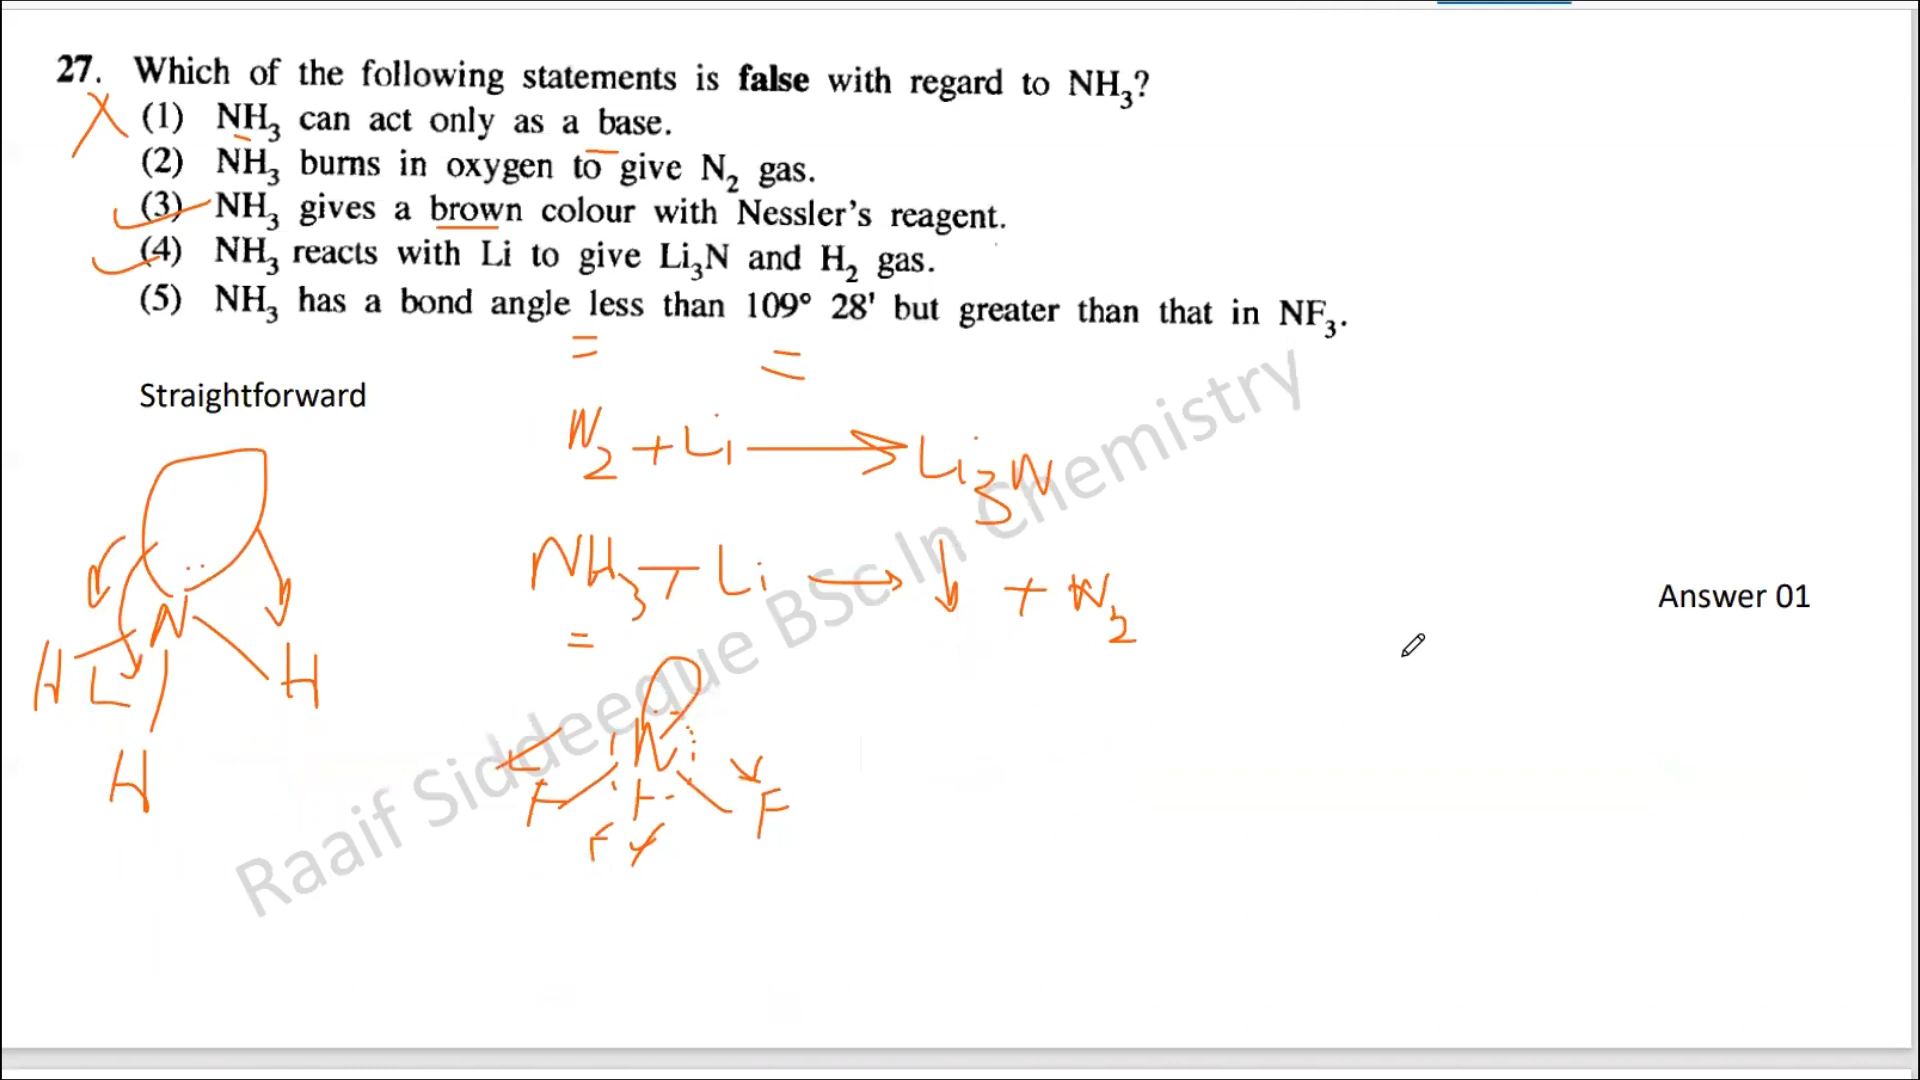 27. Which of the following statements is false with regard to NH₃?
(1) NH₃ can act only as a base.
(2) NH₃ burns in oxygen to give N₂ gas.
(3) NH₃ gives a brown colour with Nessler's reagent.
(4) NH₃ reacts with Li to give Li₃N and H₂ gas.
(5) NH₃ has a bond angle less than 109° 28' but greater than that in NF₃.
Straightforward
N₂ + Li → Li₃N
NH₃ + Li → ↓ + N₂
Answer 01
N
H H
H
N
F F
F
Raaif Siddeeque BSc In Chemistry